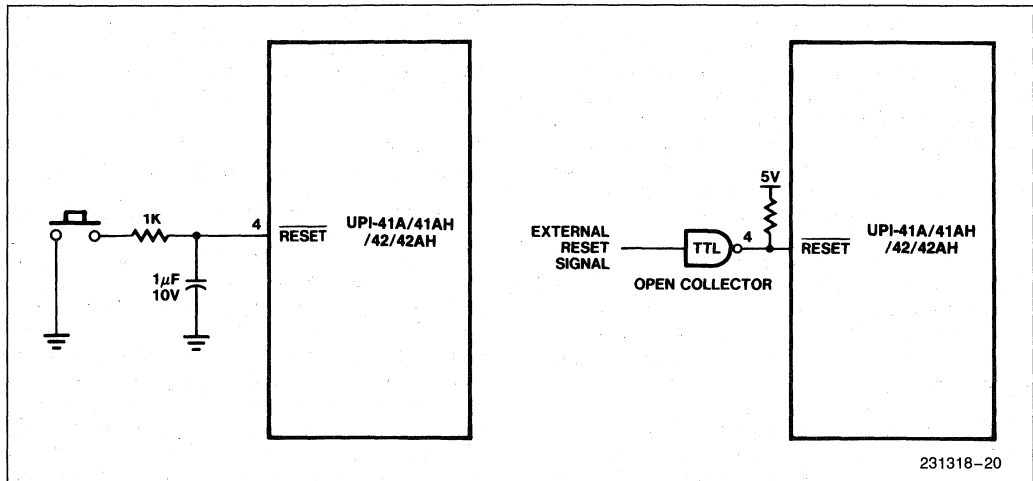 1K
4
RESET
UPI-41A/41AH
/42/42AH
1μF
10V
5V
EXTERNAL
RESET
SIGNAL
TTL
4
OPEN COLLECTOR
RESET
UPI-41A/41AH
/42/42AH
231318-20